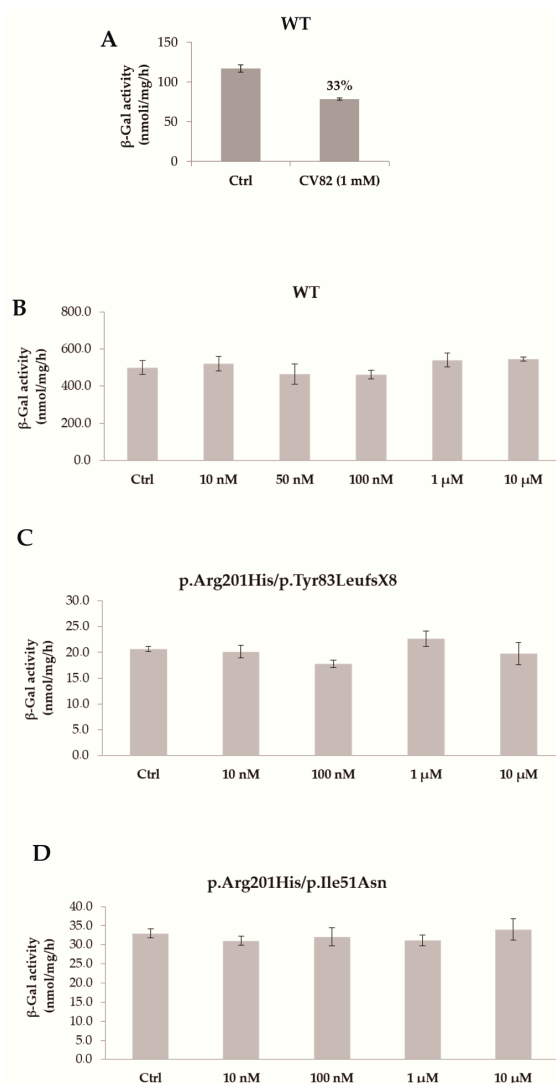 A
WT
β-Gal activity
(nmoli/mg/h)
150
100
50
0
33%
Ctrl
CV82 (1 mM)
B
WT
β-Gal activity
(nmol/mg/h)
800.0
600.0
400.0
200.0
0.0
Ctrl
10 nM
50 nM
100 nM
1 μM
10 μM
C
p.Arg201His/p.Tyr83LeufsX8
β-Gal activity
(nmol/mg/h)
30.0
25.0
20.0
15.0
10.0
5.0
0.0
Ctrl
10 nM
100 nM
1 μM
10 μM
D
p.Arg201His/p.Ile51Asn
β-Gal activity
(nmol/mg/h)
40.0
35.0
30.0
25.0
20.0
15.0
10.0
5.0
0.0
Ctrl
10 nM
100 nM
1 μM
10 μM